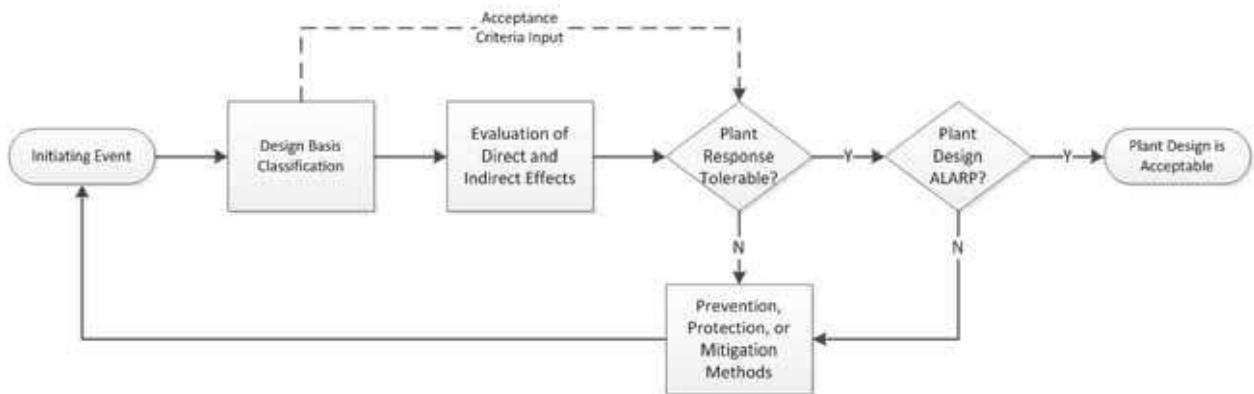 Acceptance
Criteria Input
Initiating Event
Design Basis
Classification
Evaluation of
Direct and
Indirect Effects
Plant
Response
Tolerable?
Y
Plant
Design
ALARP?
Y
Plant Design is
Acceptable
N
N
Prevention,
Protection, or
Mitigation
Methods